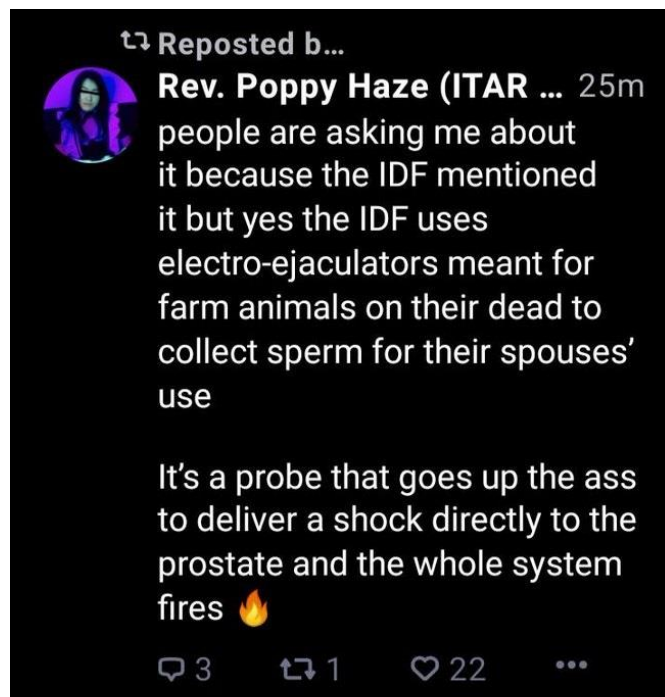 Reposted b...
Rev. Poppy Haze (ITAR ... 25m
people are asking me about
it because the IDF mentioned
it but yes the IDF uses
electro-ejaculators meant for
farm animals on their dead to
collect sperm for their spouses’
use
It’s a probe that goes up the ass
to deliver a shock directly to the
prostate and the whole system
fires 🔥
3 1 22 •••